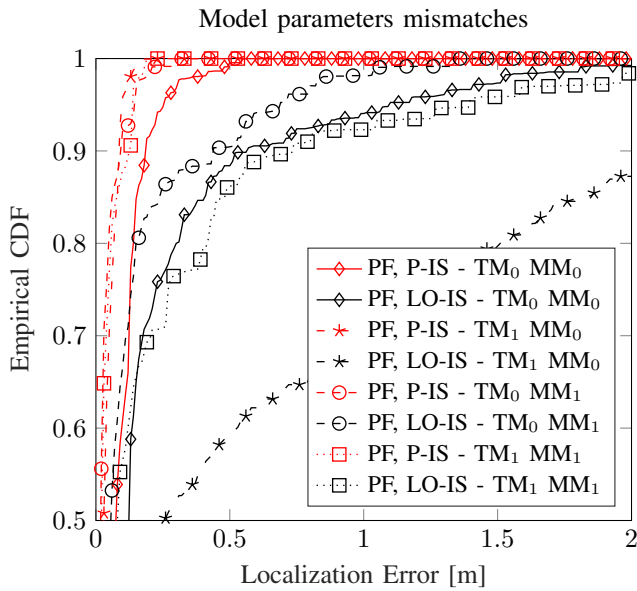 Model parameters mismatches
1
0.9
0.8
0.7
0.6
0.5
Empirical CDF
PF, P-IS - TM₀ MM₀
PF, LO-IS - TM₀ MM₀
PF, P-IS - TM₁ MM₀
PF, LO-IS - TM₁ MM₀
PF, P-IS - TM₀ MM₁
PF, LO-IS - TM₀ MM₁
PF, P-IS - TM₁ MM₁
PF, LO-IS - TM₁ MM₁
0 0.5 1 1.5 2
Localization Error [m]